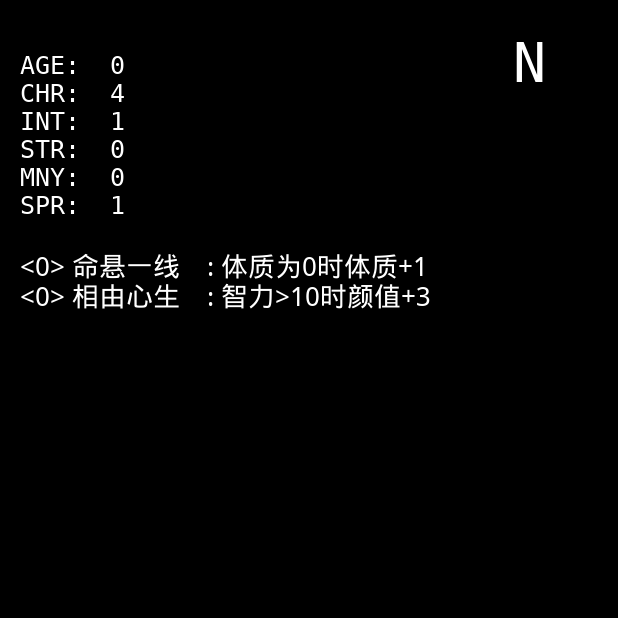 N
AGE: 0
CHR: 4
INT: 1
STR: 0
MNY: 0
SPR: 1
<0> 命悬一线 : 体质为0时体质+1
<0> 相由心生 : 智力>10时颜值+3